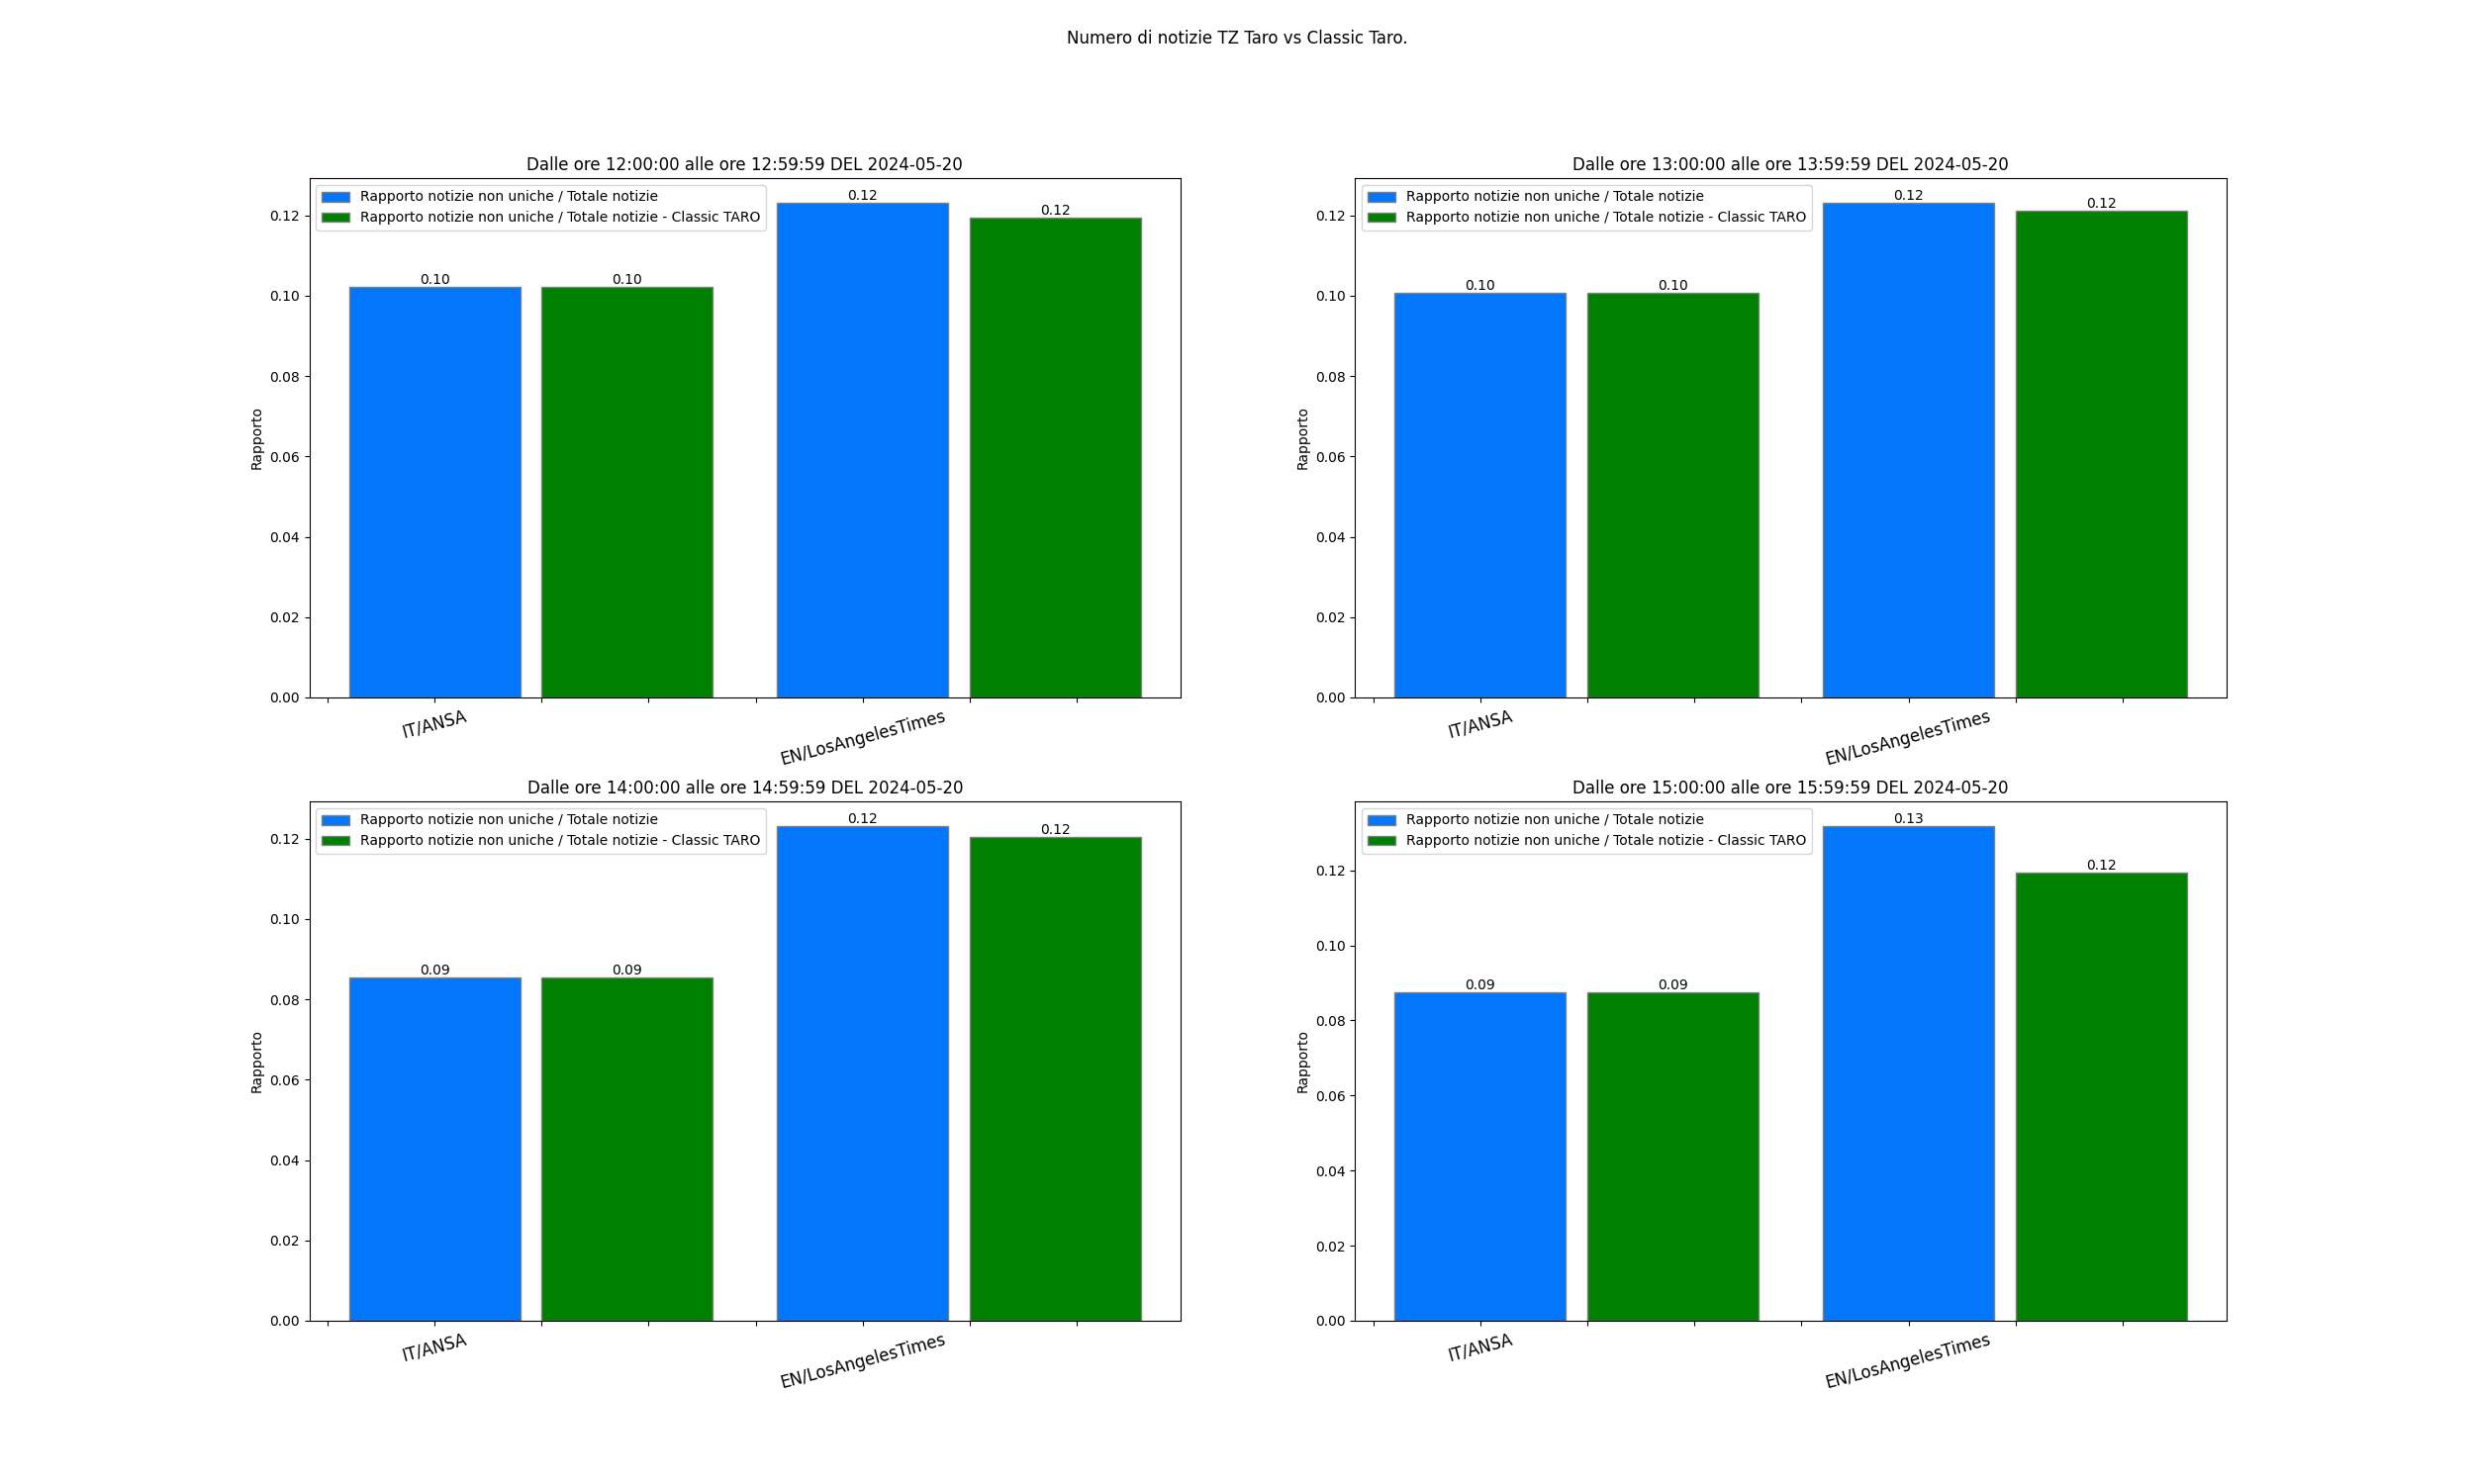 Numero di notizie TZ Taro vs Classic Taro.
Dalle ore 12:00:00 alle ore 12:59:59 DEL 2024-05-20
Rapporto notizie non uniche / Totale notizie
Rapporto notizie non uniche / Totale notizie - Classic TARO
0.12
0.12
0.10
0.10
0.12
0.10
0.08
0.06
0.04
0.02
0.00
Rapporto
IT/ANSA
EN/LosAngelesTimes
Dalle ore 13:00:00 alle ore 13:59:59 DEL 2024-05-20
Rapporto notizie non uniche / Totale notizie
Rapporto notizie non uniche / Totale notizie - Classic TARO
0.12
0.12
0.10
0.10
0.12
0.10
0.08
0.06
0.04
0.02
0.00
Rapporto
IT/ANSA
EN/LosAngelesTimes
Dalle ore 14:00:00 alle ore 14:59:59 DEL 2024-05-20
Rapporto notizie non uniche / Totale notizie
Rapporto notizie non uniche / Totale notizie - Classic TARO
0.12
0.12
0.09
0.09
0.12
0.10
0.08
0.06
0.04
0.02
0.00
Rapporto
IT/ANSA
EN/LosAngelesTimes
Dalle ore 15:00:00 alle ore 15:59:59 DEL 2024-05-20
Rapporto notizie non uniche / Totale notizie
Rapporto notizie non uniche / Totale notizie - Classic TARO
0.13
0.12
0.09
0.09
0.12
0.10
0.08
0.06
0.04
0.02
0.00
Rapporto
IT/ANSA
EN/LosAngelesTimes